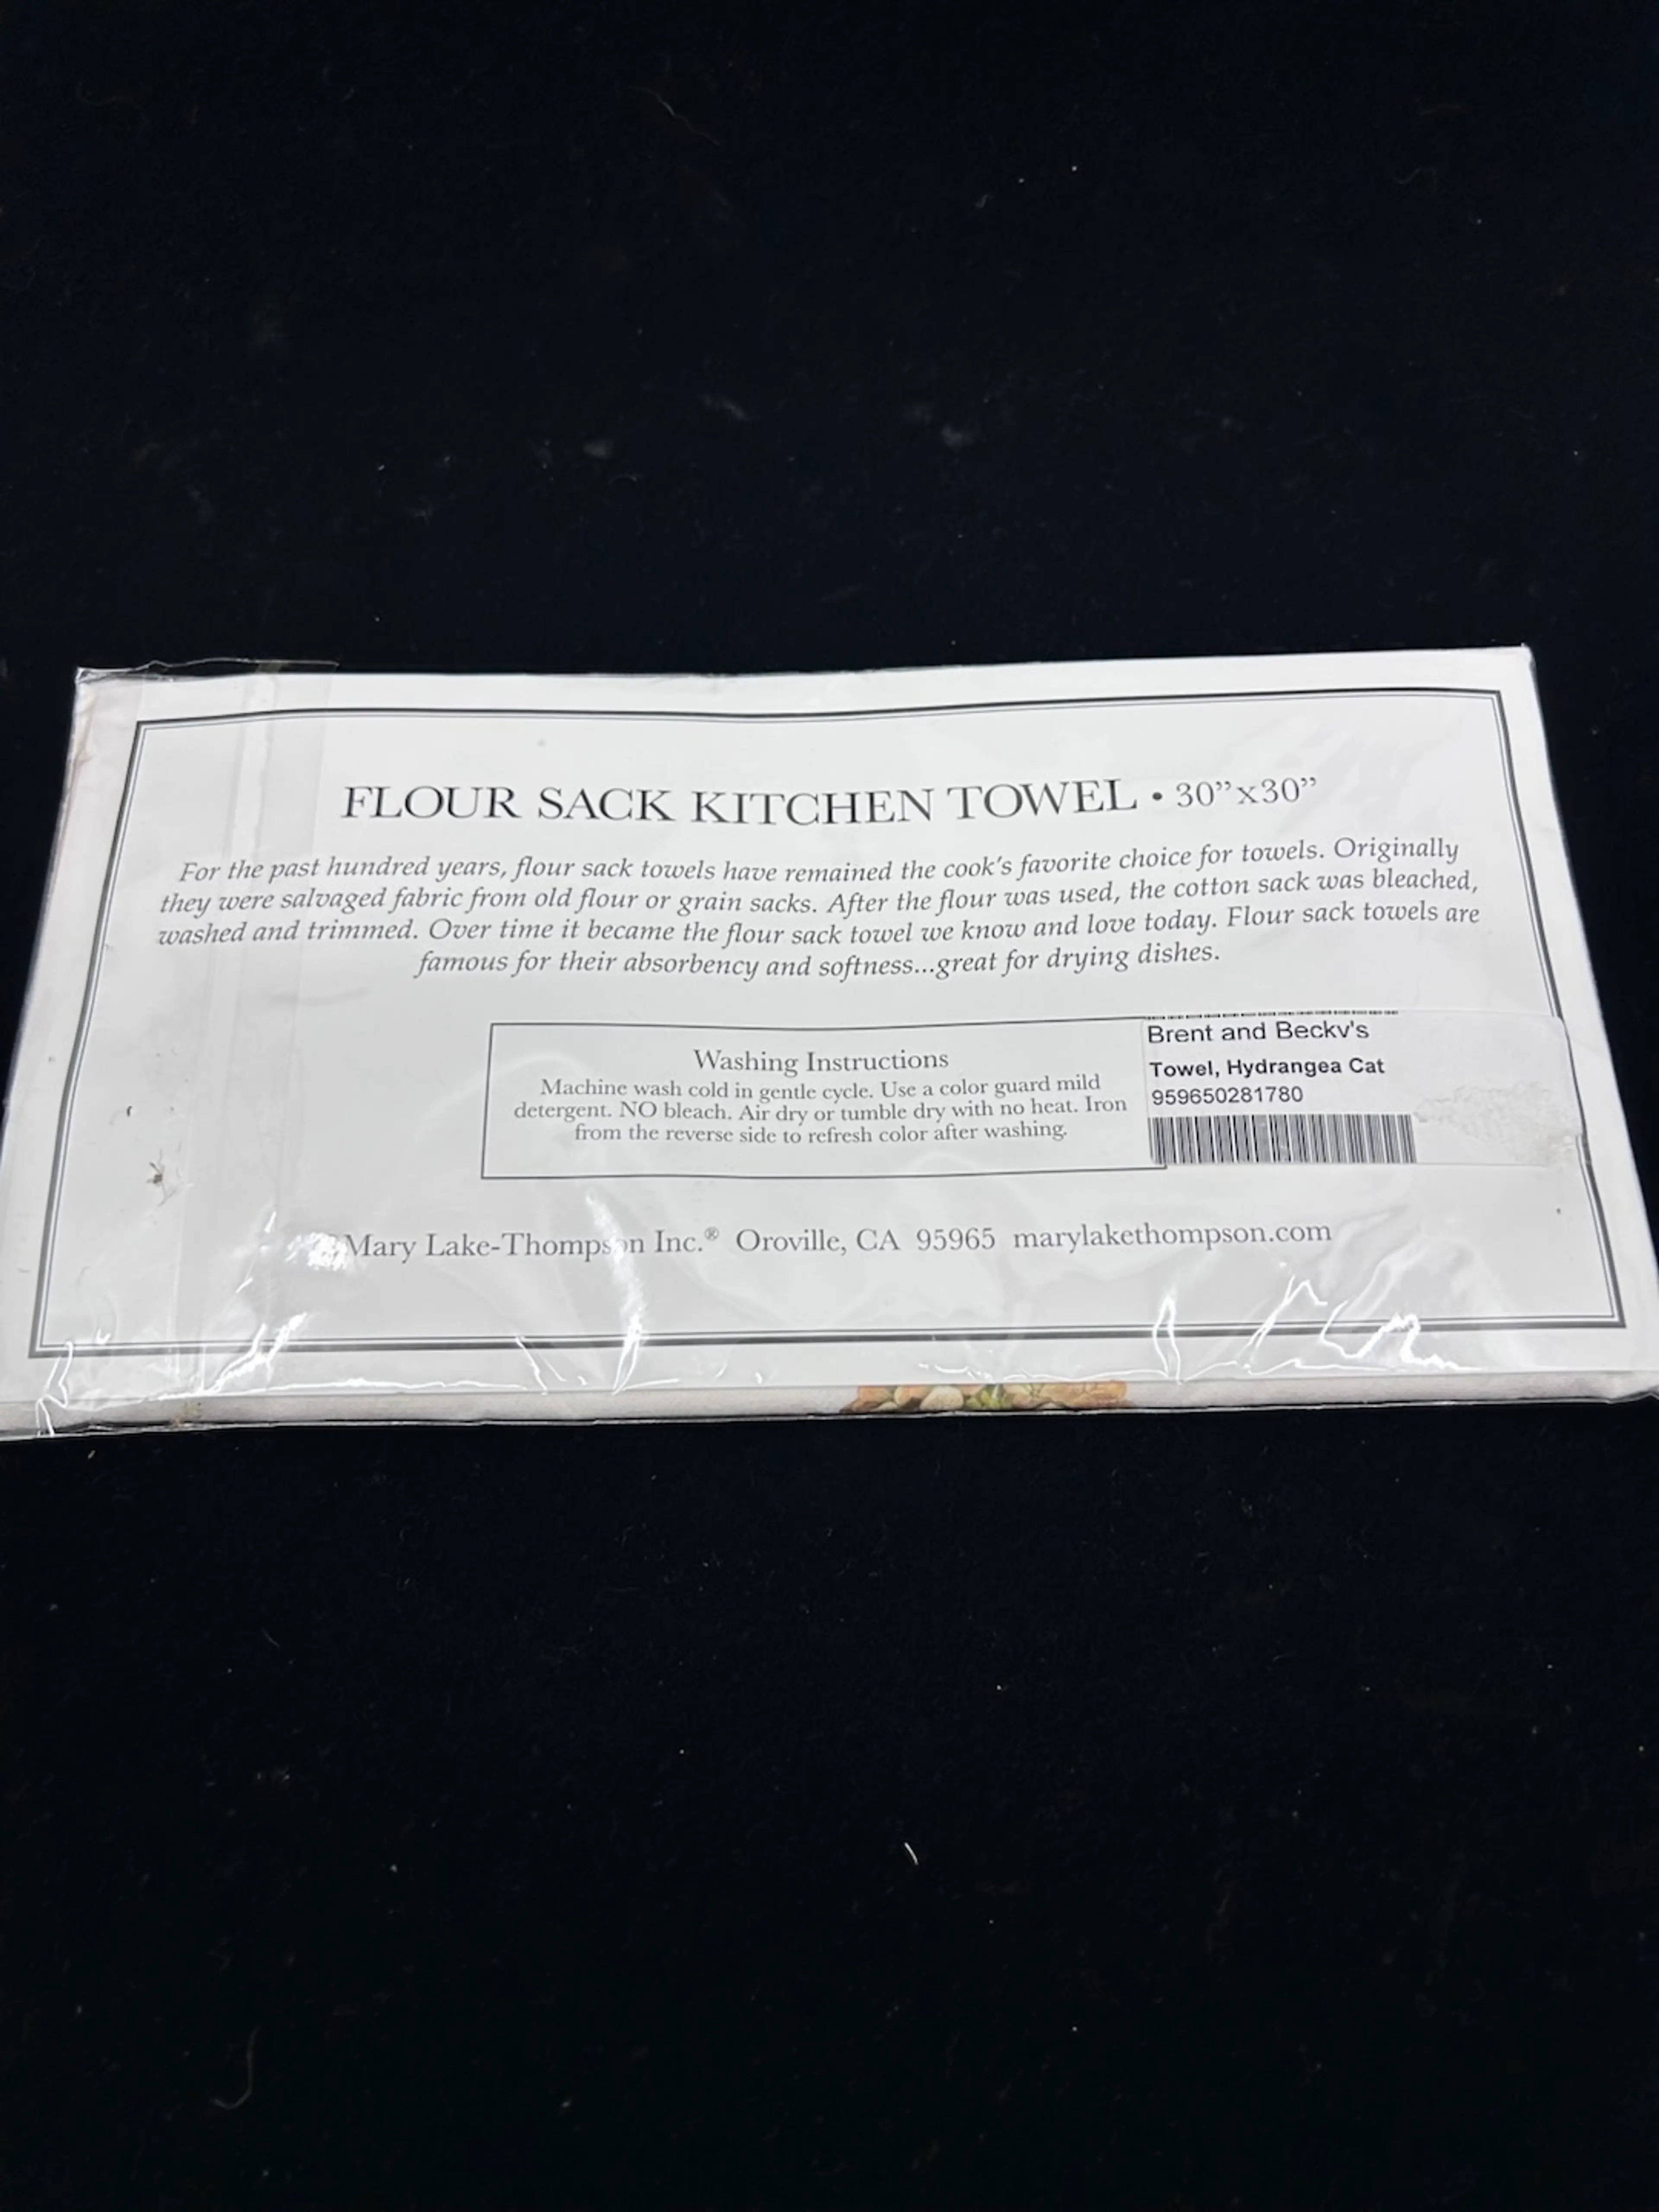 FLOUR SACK KITCHEN TOWEL • 30”x30”
For the past hundred years, flour sack towels have remained the cook’s favorite choice for towels. Originally
they were salvaged fabric from old flour or grain sacks. After the flour was used, the cotton sack was bleached,
washed and trimmed. Over time it became the flour sack towel we know and love today. Flour sack towels are
famous for their absorbency and softness...great for drying dishes.
Washing Instructions
Machine wash cold in gentle cycle. Use a color guard mild
detergent. NO bleach. Air dry or tumble dry with no heat. Iron
from the reverse side to refresh color after washing.
Brent and Becky's
Towel, Hydrangea Cat
959650281780
Mary Lake-Thompson Inc.® Oroville, CA 95965 marylakethompson.com